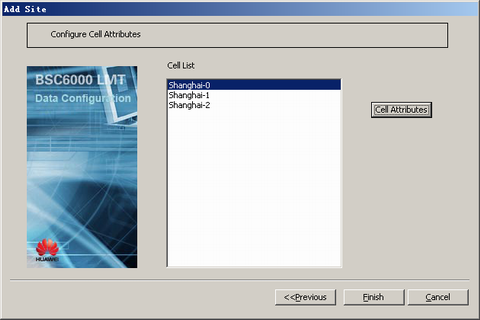 Add Site
Configure Cell Attributes
BSC6000 LMT
Data Configuration
Cell List
Shanghai-0
Shanghai-1
Shanghai-2
Cell Attributes
HUAWEI
<<Previous
Finish
Cancel